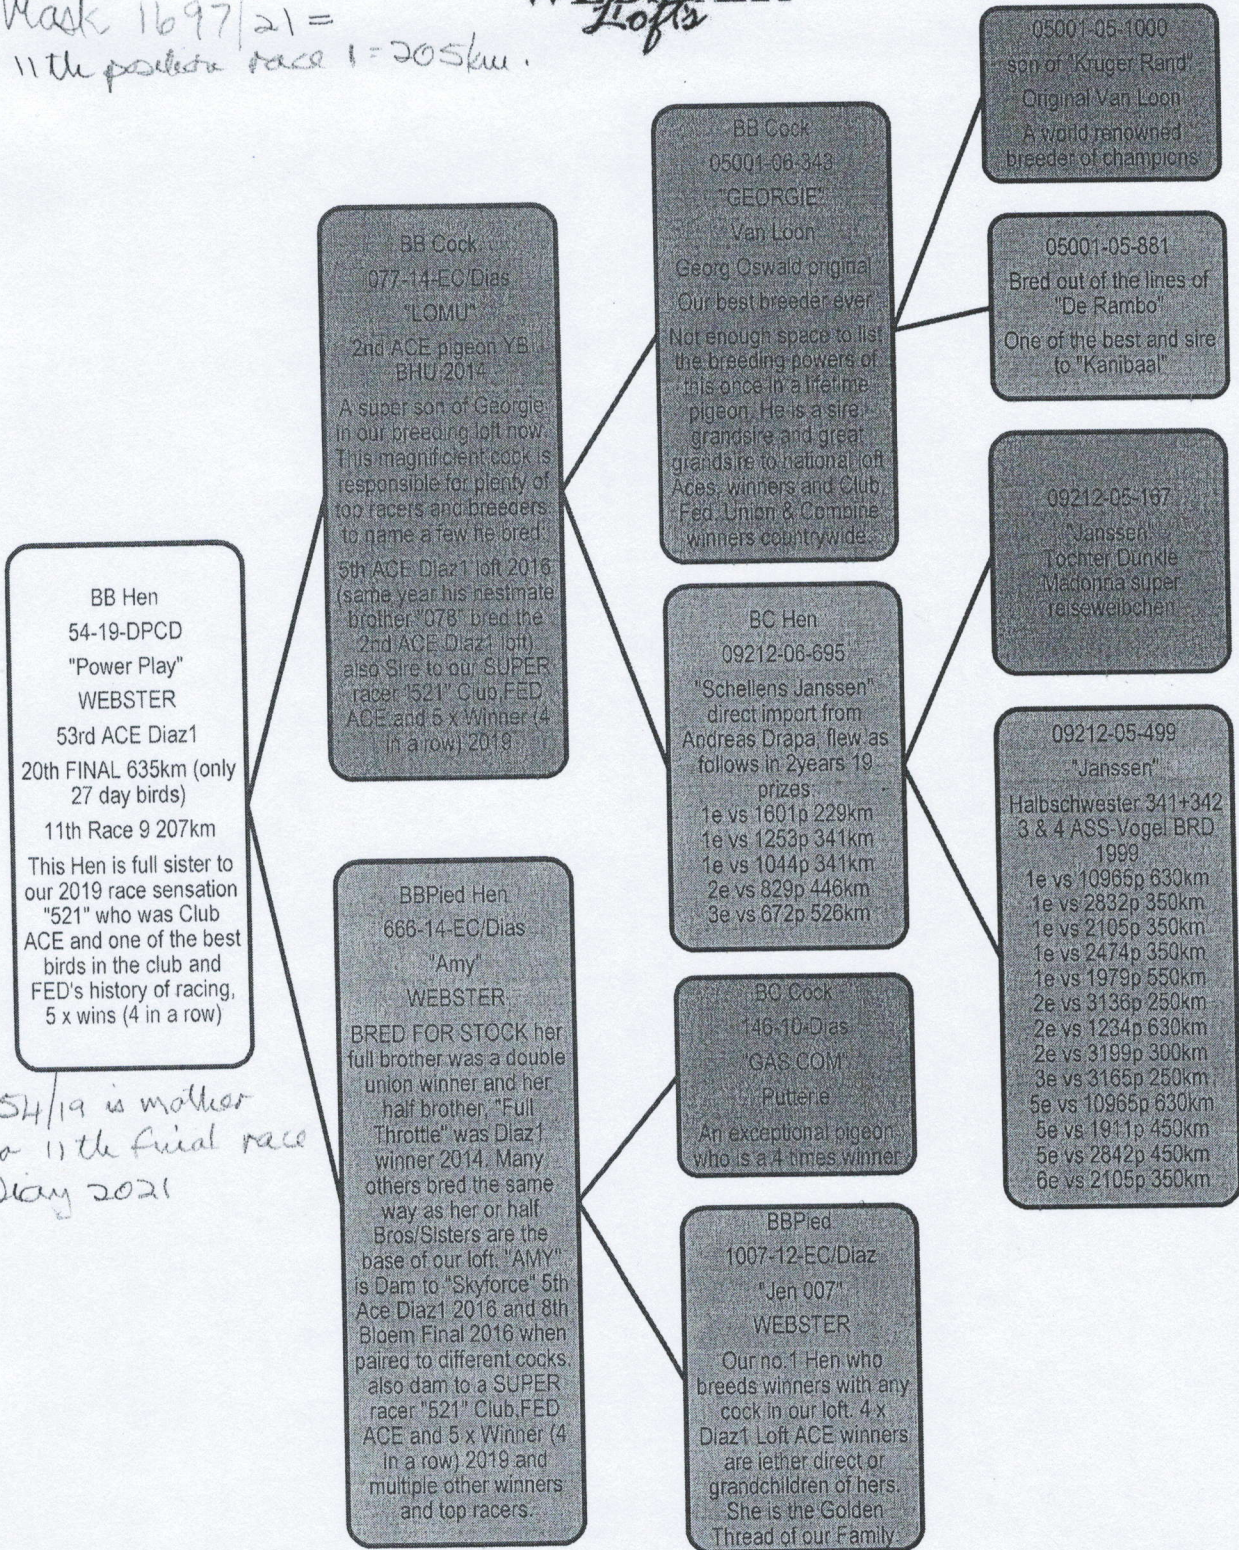 Mask 1697/21 =
11th position race 1 = 205km.
Lofts
BB Hen
54-19-DPCD
"Power Play"
WEBSTER
53rd ACE Diaz1
20th FINAL 635km (only
27 day birds)
11th Race 9 207km
This Hen is full sister to
our 2019 race sensation
"521" who was Club
ACE and one of the best
birds in the club and
FED's history of racing,
5 x wins (4 in a row)
54/19 is mother
11th final race
2021
BB Cock
077-14-EC/Dias
"LOMU"
2nd ACE pigeon YB
BHU 2014
A super son of Georgie
in our breeding loft now.
This magnificient cock is
responsible for plenty of
top racers and breeders
to name a few he bred:
5th ACE Diaz1 loft 2016
(same year his nestmate
brother "078" bred the
2nd ACE Diaz1 loft)
also Sire to our SUPER
racer "521" Club,FED
ACE and 5 x Winner (4
in a row) 2019
BBPied Hen
666-14-EC/Dias
"Amy"
WEBSTER
BRED FOR STOCK her
full brother was a double
union winner and her
half brother, "Full
Throttle" was Diaz1
winner 2014. Many
others bred the same
way as her or half
Bros/Sisters are the
base of our loft. "AMY"
is Dam to "Skyforce" 5th
Ace Diaz1 2016 and 8th
Bloem Final 2016 when
paired to different cocks.
also dam to a SUPER
racer "521" Club,FED
ACE and 5 x Winner (4
in a row) 2019 and
multiple other winners
and top racers.
BB Cock
05001-06-343
"GEORGIE"
Van Loon
Georg Oswald original
Our best breeder ever
Not enough space to list
the breeding powers of
this once in a lifetime
pigeon. He is a sire,
grandsire and great
grandsire to national loft
Aces, winners and Club,
Fed, Union & Combine
winners countrywide.
BC Hen
09212-06-695
"Schellens Janssen"
direct import from
Andreas Drapa, flew as
follows in 2years 19
prizes:
1e vs 1601p 229km
1e vs 1253p 341km
1e vs 1044p 341km
2e vs 829p 446km
3e vs 672p 526km
BC Cock
146-10-Dias
"GAS.COM"
Putterie
An exceptional pigeon
who is a 4 times winner
BBPied
1007-12-EC/Diaz
"Jen 007"
WEBSTER
Our no.1 Hen who
breeds winners with any
cock in our loft. 4 x
Diaz1 Loft ACE winners
are iether direct or
grandchildren of hers.
She is the Golden
Thread of our Family.
05001-05-1000
son of "Kruger Rand"
Original Van Loon
A world renowned
breeder of champions
05001-05-881
Bred out of the lines of
"De Rambo"
One of the best and sire
to "Kanibaal"
09212-05-167
"Janssen"
Tochter Dunkle
Madonna super
reiseweibchen
09212-05-499
"Janssen"
Halbschwester 341+342
3 & 4 ASS-Vogel BRD
1999
1e vs 10965p 630km
1e vs 2832p 350km
1e vs 2105p 350km
1e vs 2474p 350km
1e vs 1979p 550km
2e vs 3136p 250km
2e vs 1234p 630km
2e vs 3199p 300km
3e vs 3165p 250km
5e vs 10965p 630km
5e vs 1911p 450km
5e vs 2842p 450km
6e vs 2105p 350km